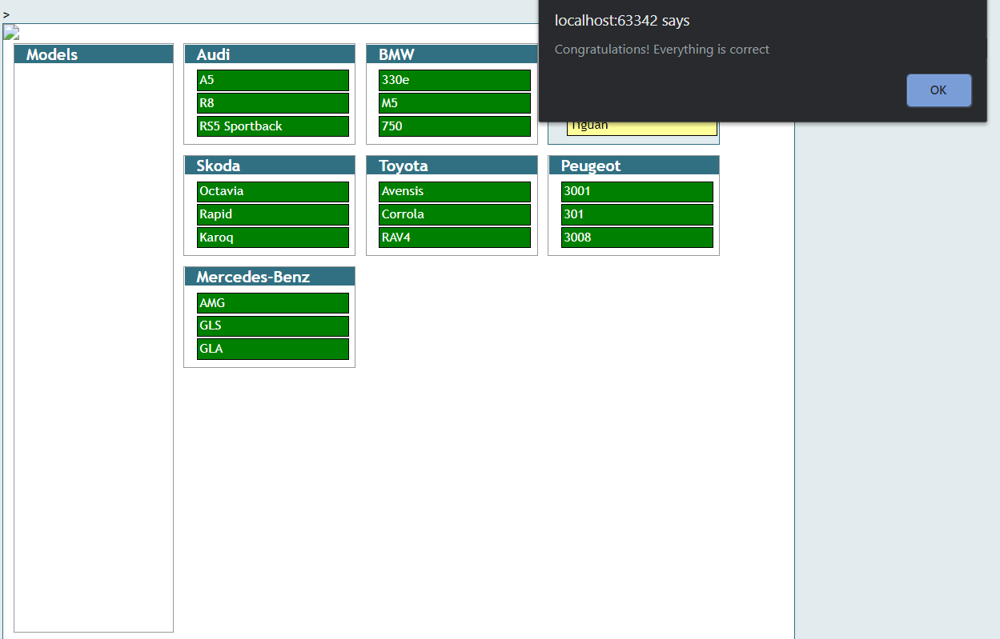 >
localhost:63342 says
Congratulations! Everything is correct
OK
Models
Audi
A5
R8
RS5 Sportback
BMW
330e
M5
750
Tiguan
Skoda
Octavia
Rapid
Karoq
Toyota
Avensis
Corrola
RAV4
Peugeot
3001
301
3008
Mercedes-Benz
AMG
GLS
GLA